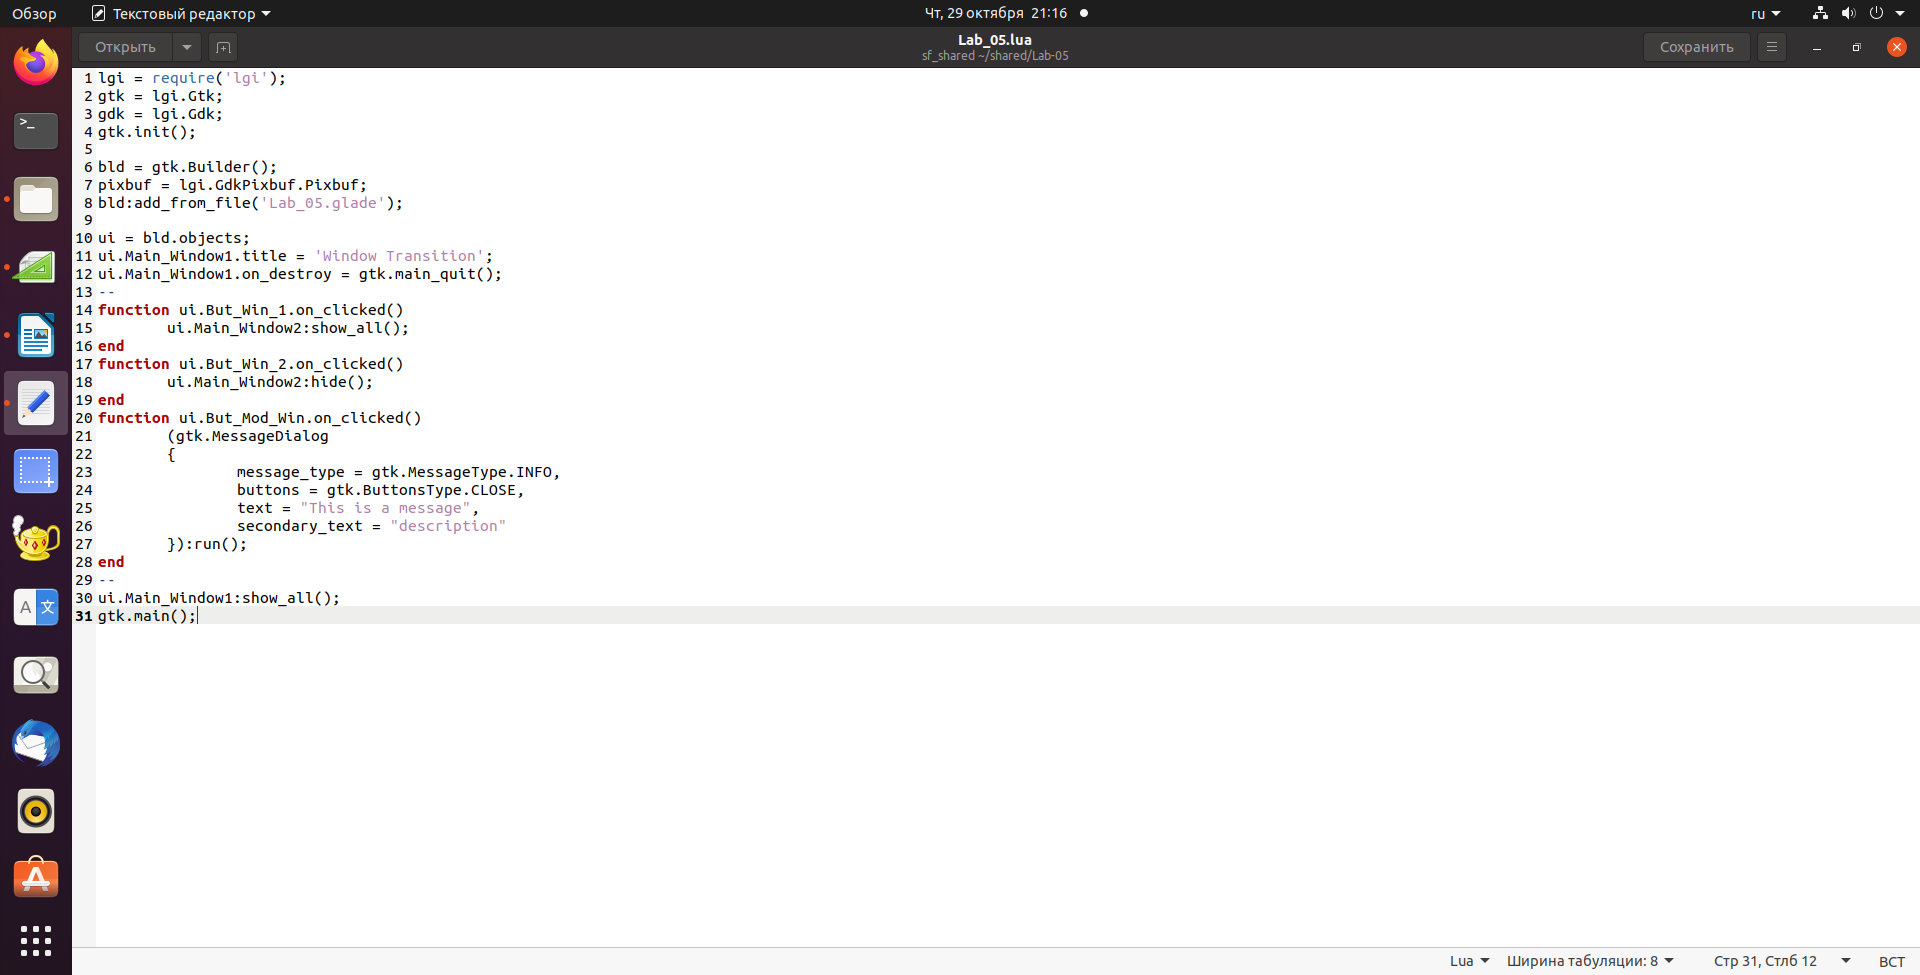 Обзор Текстовый редактор Чт, 29 октября 21:16 ru
Открыть Lab_05.lua Сохранить
sf_shared ~/shared/Lab-05
1 lgi = require('lgi');
2 gtk = lgi.Gtk;
3 gdk = lgi.Gdk;
4 gtk.init();
5
6 bld = gtk.Builder();
7 pixbuf = lgi.GdkPixbuf.Pixbuf;
8 bld:add_from_file('Lab_05.glade');
9
10 ui = bld.objects;
11 ui.Main_Window1.title = 'Window Transition';
12 ui.Main_Window1.on_destroy = gtk.main_quit();
13 --
14 function ui.But_Win_1.on_clicked()
15 ui.Main_Window2:show_all();
16 end
17 function ui.But_Win_2.on_clicked()
18 ui.Main_Window2:hide();
19 end
20 function ui.But_Mod_Win.on_clicked()
21 (gtk.MessageDialog
22 {
23 message_type = gtk.MessageType.INFO,
24 buttons = gtk.ButtonsType.CLOSE,
25 text = "This is a message",
26 secondary_text = "description"
27 }):run();
28 end
29 --
30 ui.Main_Window1:show_all();
31 gtk.main();
Lua Ширина табуляции: 8 Стр 31, Стлб 12 ВСТ